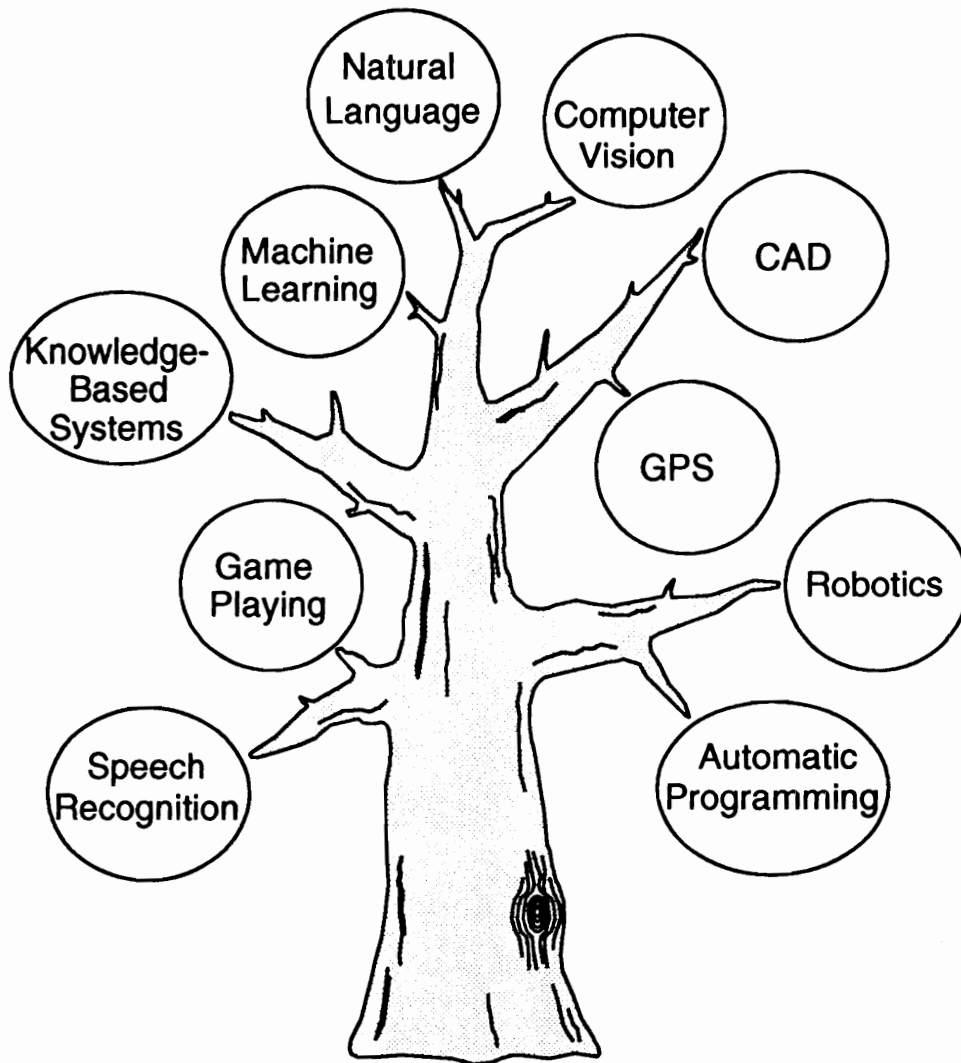 Natural
Language
Computer
Vision
Machine
Learning
CAD
Knowledge-
Based
Systems
GPS
Game
Playing
Robotics
Speech
Recognition
Automatic
Programming